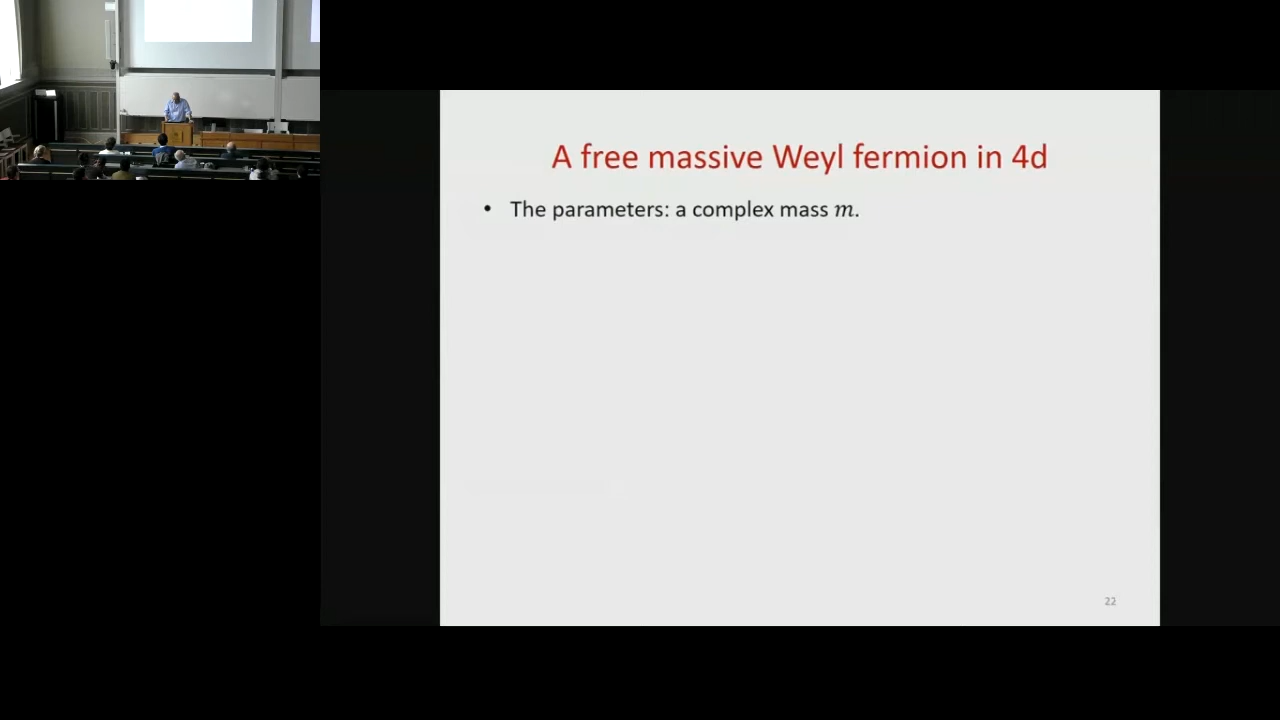 A free massive Weyl fermion in 4d
• The parameters: a complex mass m.
22